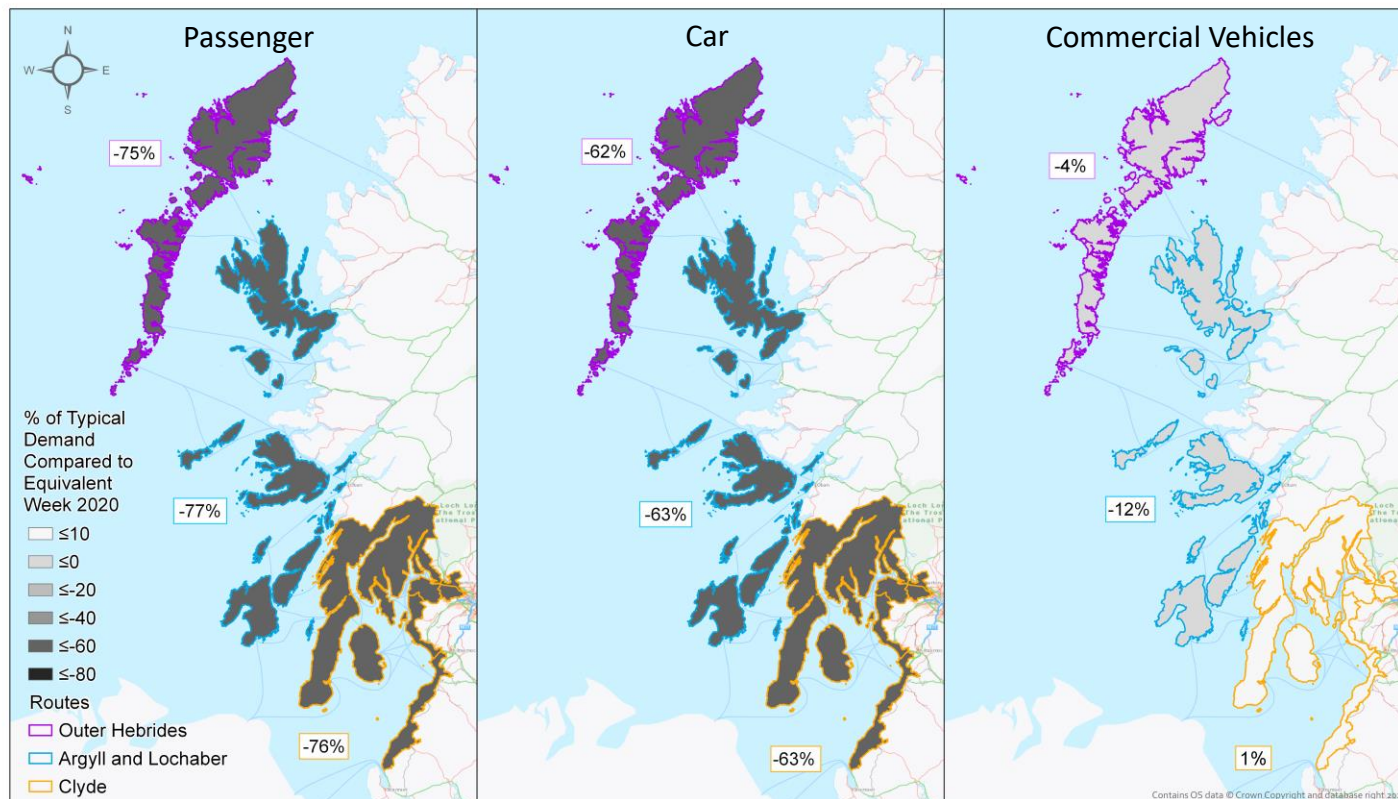 Passenger
Car
Commercial Vehicles
N
W
E
S
-75%
-62%
-4%
-77%
-63%
-12%
-76%
-63%
1%
% of Typical
Demand
Compared to
Equivalent
Week 2020
≤10
≤0
≤-20
≤-40
≤-60
≤-80
Routes
Outer Hebrides
Argyll and Lochaber
Clyde
Contains OS data © Crown Copyright and database right